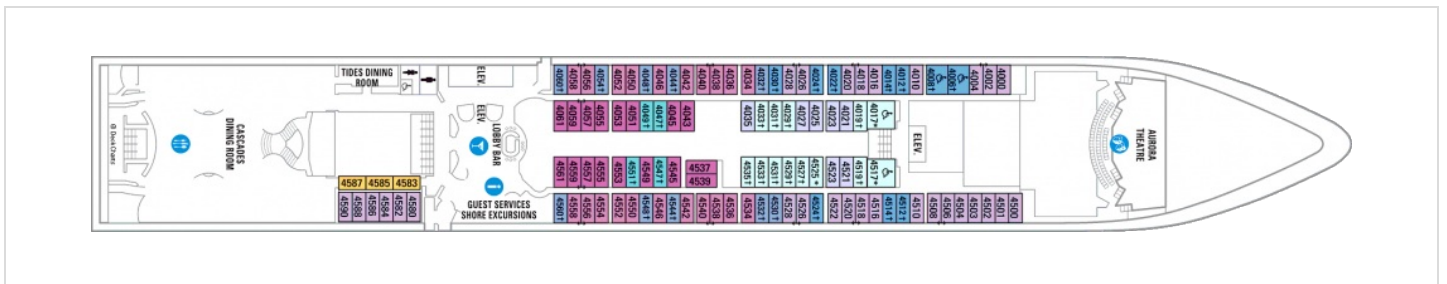 TIDES DINING
ROOM
ELEV.
4060† 4058 4056 4054† 4052 4050 4048† 4046 4044† 4042 4040 4038 4036 4034 4032† 4030† 4028 4026 4024† 4022† 4020 4018 4016 4014† 4012† 4010 4008† 4006 4004 4002 4000
ELEV.
4061 4059 4057 4055 4053 4051 4049† 4047† 4045 4043 4035 4033† 4031† 4029† 4027 4025 4023 4021 4019† 4017*
© Deck Chants
CASCADES
DINING ROOM
LOBBY BAR
ELEV.
AURORA
THEATRE
4561 4559 4557 4555 4553 4551† 4549 4547† 4545 4537 4535† 4533† 4531† 4529† 4527† 4525* 4523 4521 4519† 4517*
4539
4587 4585 4583
4590 4588 4586 4584 4582 4580
GUEST SERVICES
SHORE EXCURSIONS
4560† 4558 4556 4554 4552 4550 4548† 4546 4544† 4542 4540 4538 4536 4534 4532† 4530† 4528 4526 4524† 4522 4520 4518 4516 4514† 4512† 4510 4508 4506 4504 4503 4502 4501 4500